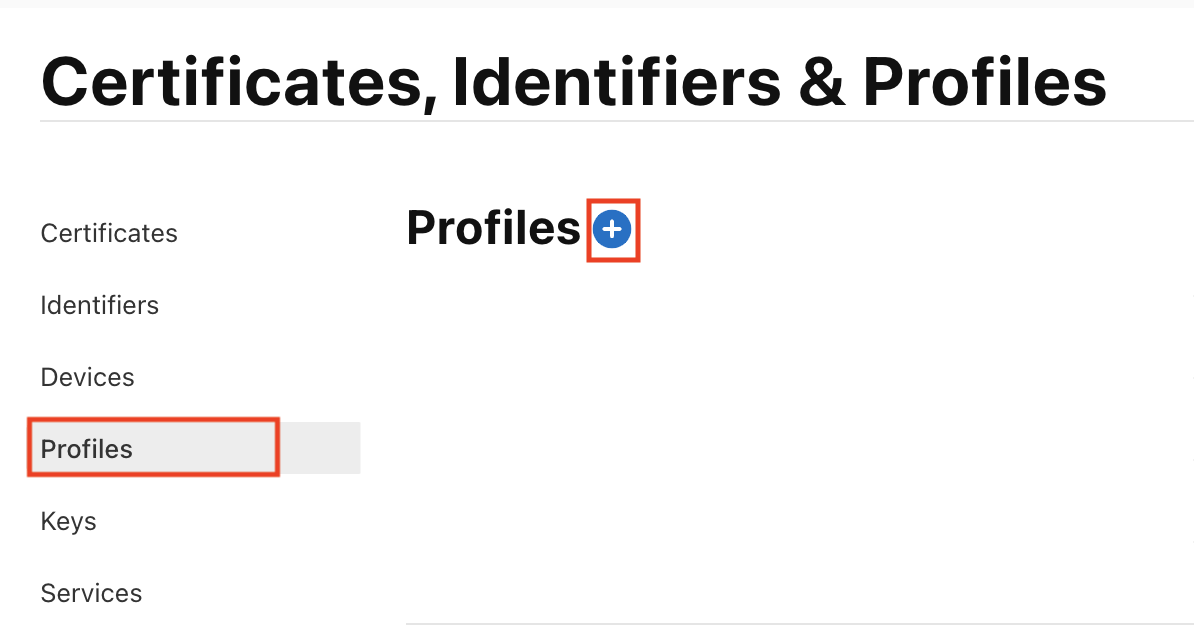 Certificates, Identifiers & Profiles
Certificates
Identifiers
Devices
Profiles
Keys
Services
Profiles